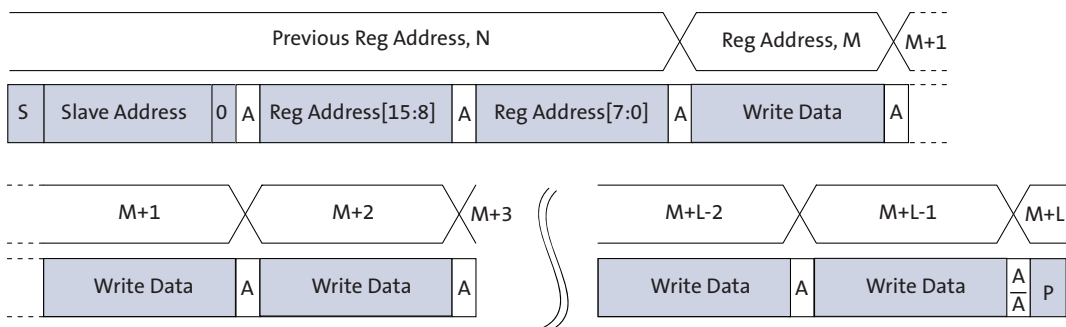 Previous Reg Address, N Reg Address, M M+1
S Slave Address 0 A Reg Address[15:8] A Reg Address[7:0] A Write Data A
M+1 M+2 M+3 M+L-2 M+L-1 M+L
Write Data A Write Data A Write Data A Write Data A/A P